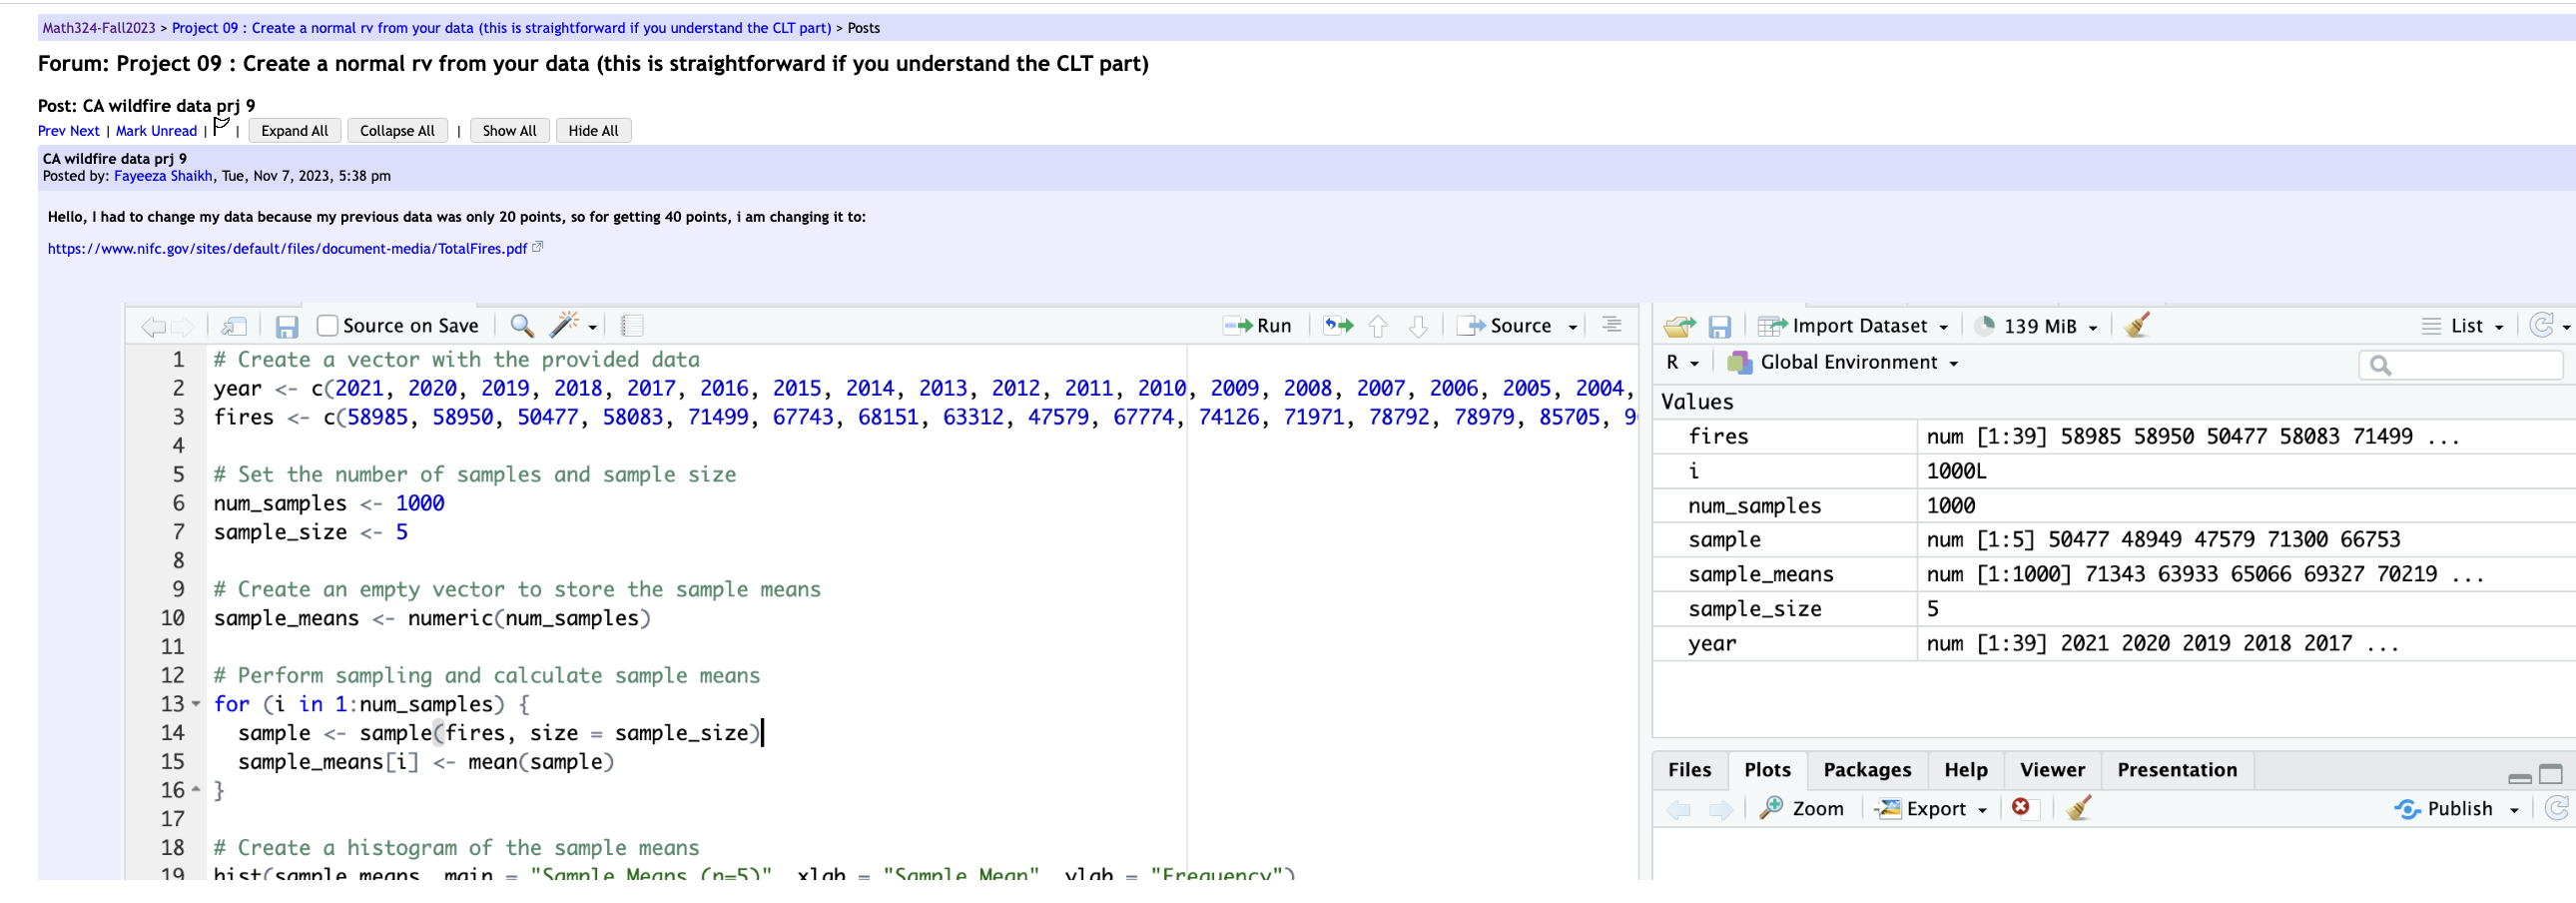 Math324-Fall2023 > Project 09 : Create a normal rv from your data (this is straightforward if you understand the CLT part) > Posts
Forum: Project 09 : Create a normal rv from your data (this is straightforward if you understand the CLT part)
Post: CA wildfire data prj 9
Prev Next | Mark Unread | | Expand All Collapse All | Show All Hide All
CA wildfire data prj 9
Posted by: Fayeeza Shaikh, Tue, Nov 7, 2023, 5:38 pm
Hello, I had to change my data because my previous data was only 20 points, so for getting 40 points, i am changing it to:
https://www.nifc.gov/sites/default/files/document-media/TotalFires.pdf
Source on Save Run Source
1 # Create a vector with the provided data
2 year <- c(2021, 2020, 2019, 2018, 2017, 2016, 2015, 2014, 2013, 2012, 2011, 2010, 2009, 2008, 2007, 2006, 2005, 2004,
3 fires <- c(58985, 58950, 50477, 58083, 71499, 67743, 68151, 63312, 47579, 67774, 74126, 71971, 78792, 78979, 85705, 9
4
5 # Set the number of samples and sample size
6 num_samples <- 1000
7 sample_size <- 5
8
9 # Create an empty vector to store the sample means
10 sample_means <- numeric(num_samples)
11
12 # Perform sampling and calculate sample means
13 for (i in 1:num_samples) {
14 sample <- sample(fires, size = sample_size)
15 sample_means[i] <- mean(sample)
16 }
17
18 # Create a histogram of the sample means
19 hist(sample_means, main = "Sample Means (n=5)", xlab = "Sample Mean", ylab = "Frequency")
Import Dataset 139 MiB List
R Global Environment
Values
fires num [1:39] 58985 58950 50477 58083 71499 ...
i 1000L
num_samples 1000
sample num [1:5] 50477 48949 47579 71300 66753
sample_means num [1:1000] 71343 63933 65066 69327 70219 ...
sample_size 5
year num [1:39] 2021 2020 2019 2018 2017 ...
Files Plots Packages Help Viewer Presentation
Zoom Export Publish